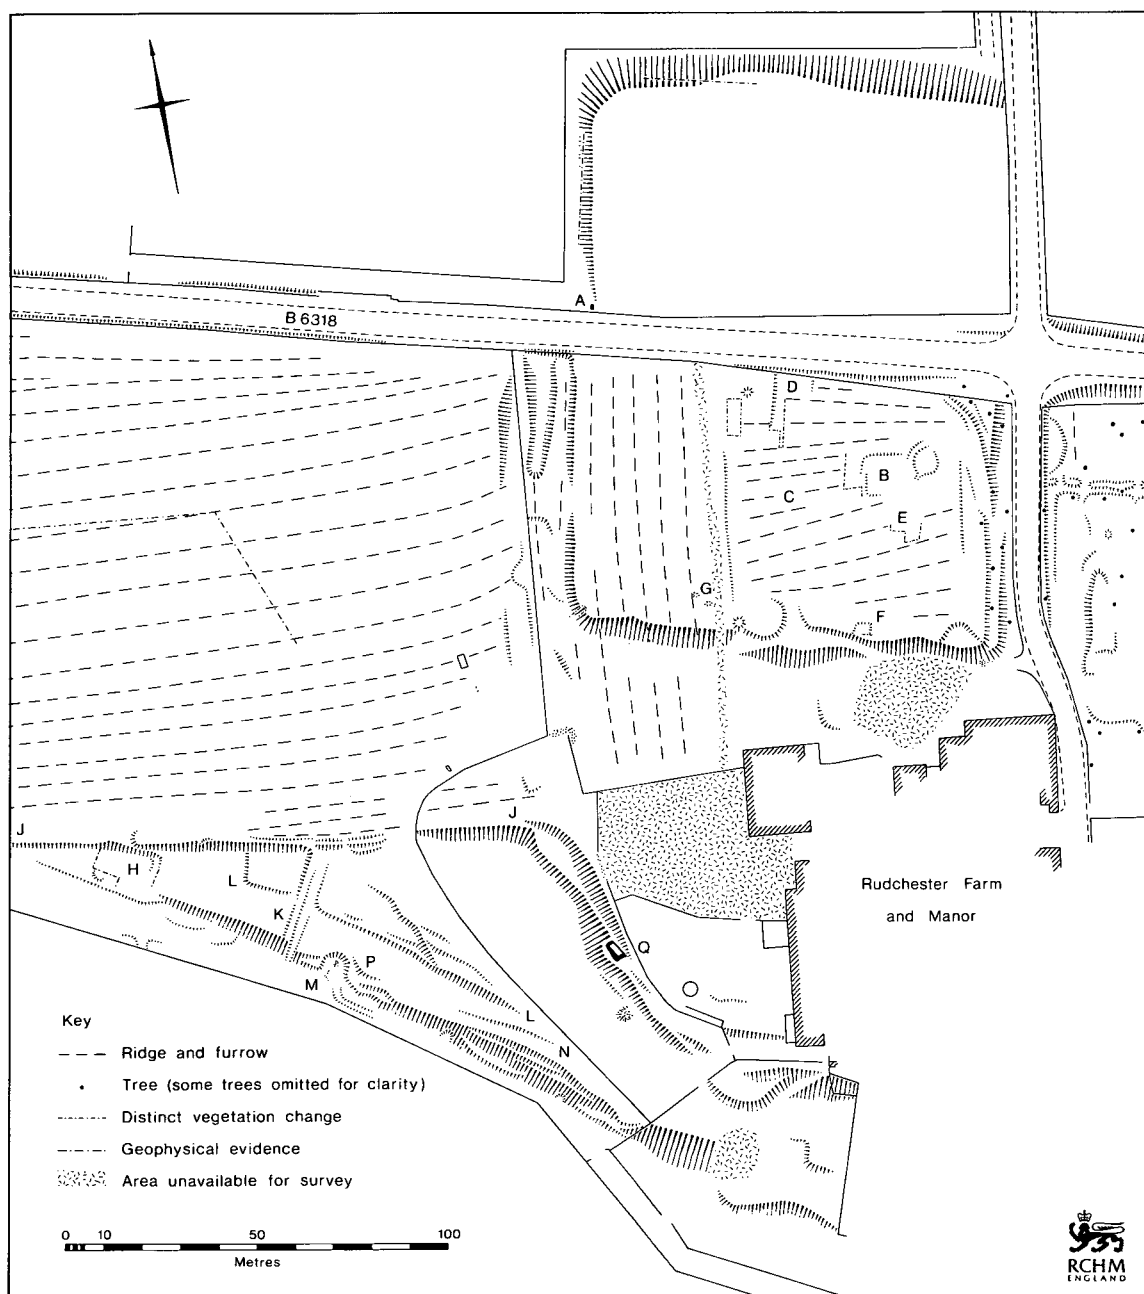 A
B 6318
D
B
C
E
G
F
J
J
H
L
K
Rudchester Farm
and Manor
Q
P
M
L
N
Key
Ridge and furrow
Tree (some trees omitted for clarity)
Distinct vegetation change
Geophysical evidence
Area unavailable for survey
0 10 50 100
Metres
RCHM
ENGLAND